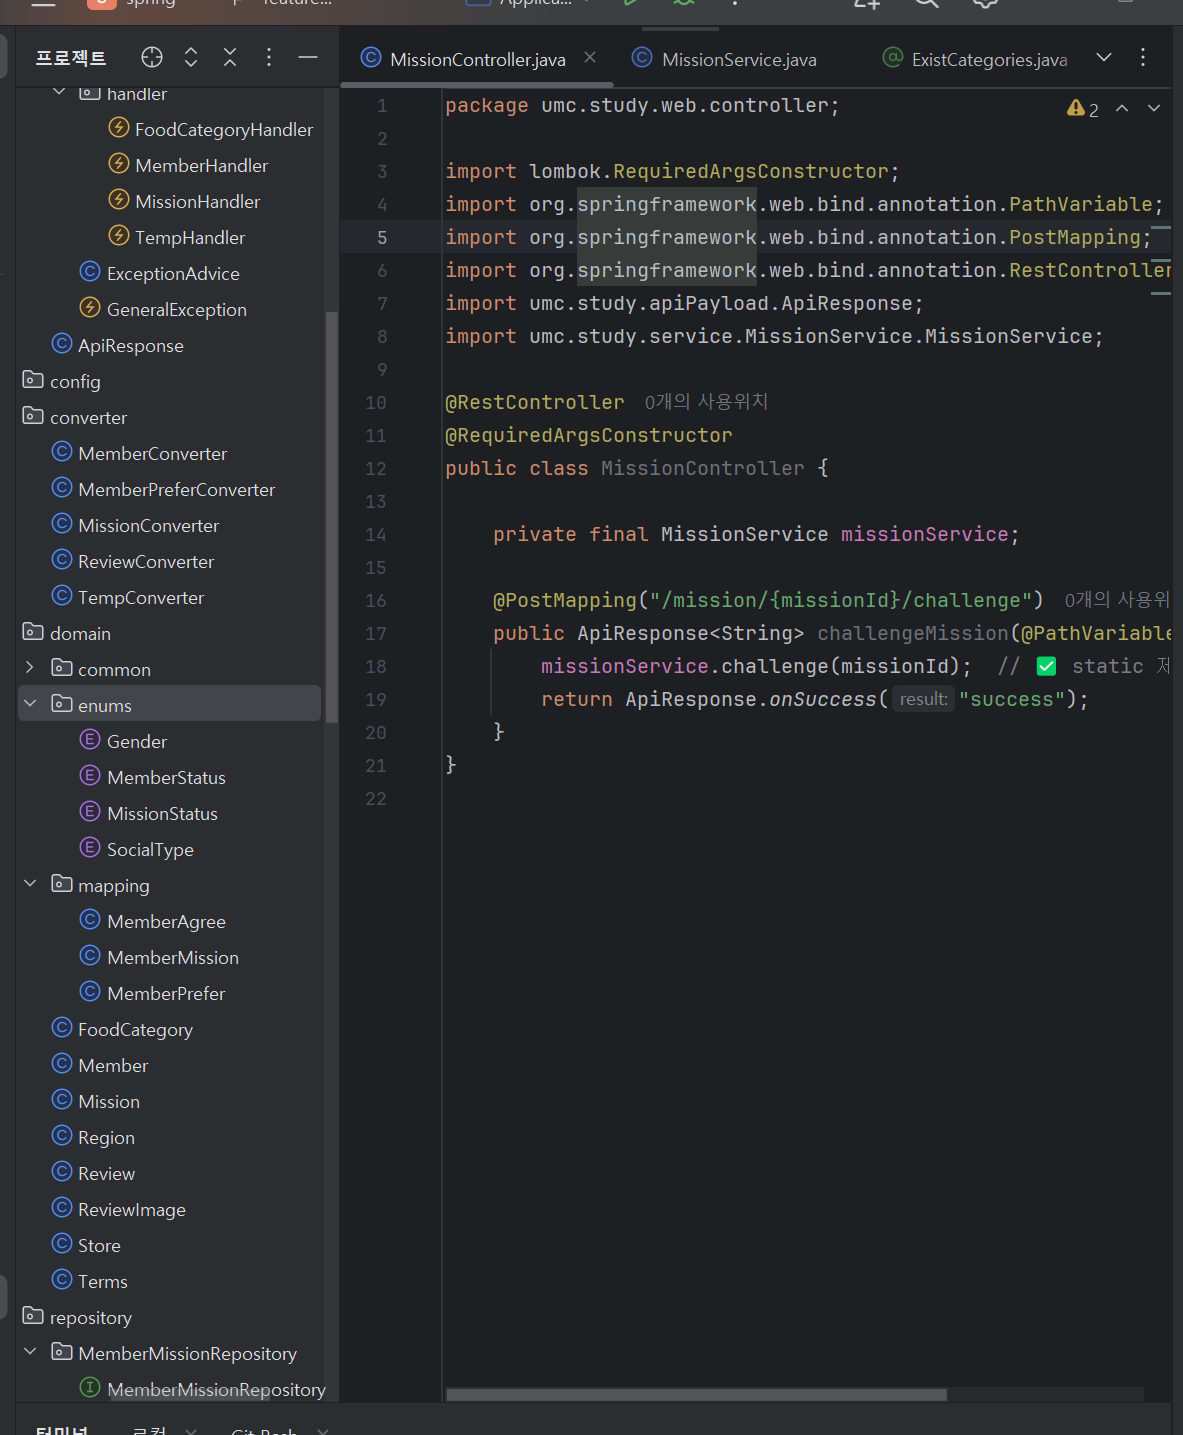 spring
feature...
Applica...
프로젝트
handler
FoodCategoryHandler
MemberHandler
MissionHandler
TempHandler
ExceptionAdvice
GeneralException
ApiResponse
config
converter
MemberConverter
MemberPreferConverter
MissionConverter
ReviewConverter
TempConverter
domain
common
enums
Gender
MemberStatus
MissionStatus
SocialType
mapping
MemberAgree
MemberMission
MemberPrefer
FoodCategory
Member
Mission
Region
Review
ReviewImage
Store
Terms
repository
MemberMissionRepository
MemberMissionRepository
MissionController.java
MissionService.java
ExistCategories.java
2
1 package umc.study.web.controller;
2
3 import lombok.RequiredArgsConstructor;
4 import org.springframework.web.bind.annotation.PathVariable;
5 import org.springframework.web.bind.annotation.PostMapping;
6 import org.springframework.web.bind.annotation.RestController
7 import umc.study.apiPayload.ApiResponse;
8 import umc.study.service.MissionService.MissionService;
9
10 @RestController 0개의 사용위치
11 @RequiredArgsConstructor
12 public class MissionController {
13
14 private final MissionService missionService;
15
16 @PostMapping("/mission/{missionId}/challenge") 0개의 사용위
17 public ApiResponse<String> challengeMission(@PathVariable
18 missionService.challenge(missionId); // ✅ static 제
19 return ApiResponse.onSuccess( result: "success");
20 }
21 }
22
터미널
로컬
Git Bash